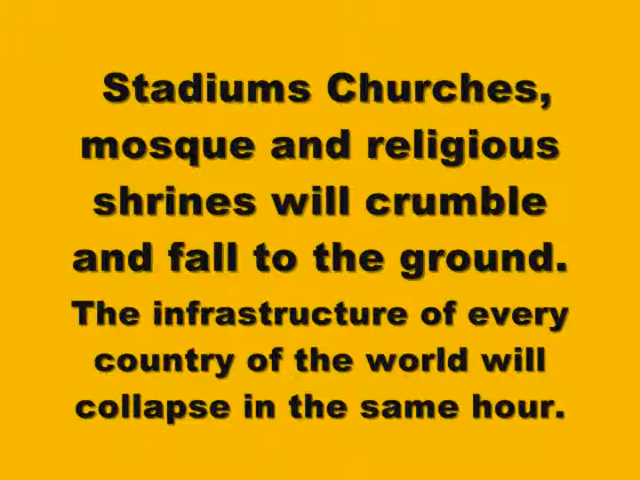 Stadiums Churches,
mosque and religious
shrines will crumble
and fall to the ground.
The infrastructure of every
country of the world will
collapse in the same hour.